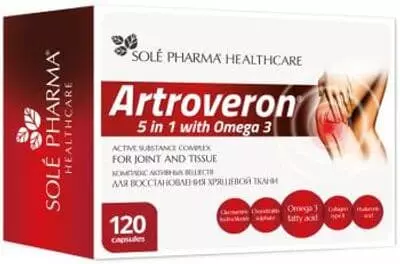 SOLÉ PHARMA® HEALTHCARE
Artroveron®
5 in 1 with Omega 3
ACTIVE SUBSTANCE COMPLEX
FOR JOINT AND TISSUE
КОМПЛЕКС АКТИВНЫХ ВЕЩЕСТВ
ДЛЯ ВОССТАНОВЛЕНИЯ ХРЯЩЕВОЙ ТКАНИ
120
capsules
Glucosamine
hydrochloride
Chondroitin
sulphate
Omega 3
fatty acid
Collagen
type II
Hyaluronic
acid
SOLÉ PHARMA®
HEALTHCARE